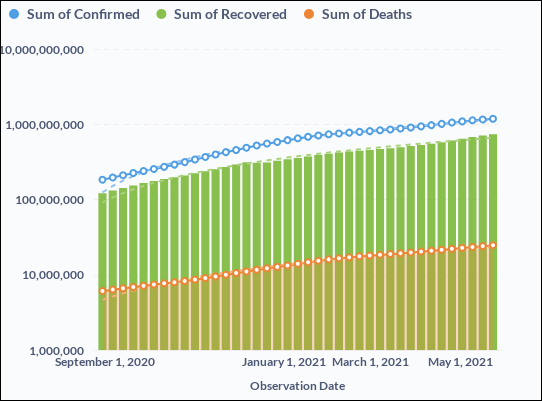 Sum of Confirmed Sum of Recovered Sum of Deaths
10,000,000,000
1,000,000,000
100,000,000
10,000,000
1,000,000
September 1, 2020 January 1, 2021 March 1, 2021 May 1, 2021
Observation Date